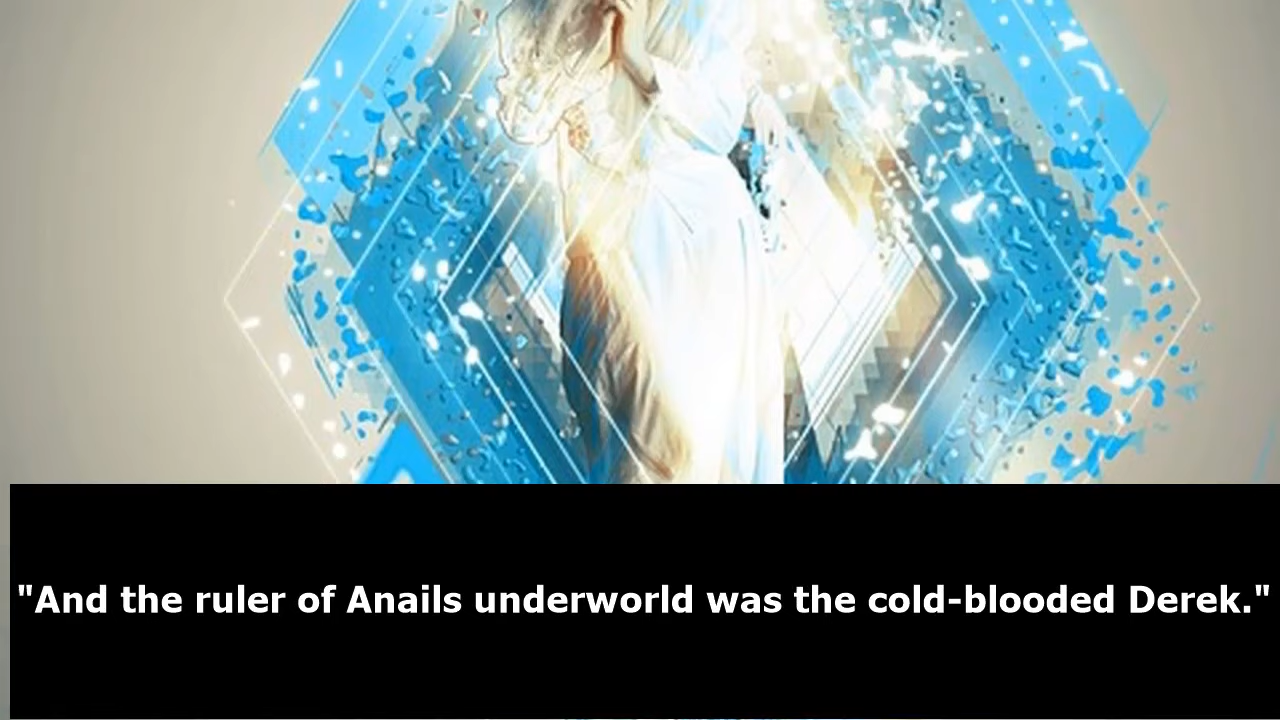 "And the ruler of Anails underworld was the cold-blooded Derek."